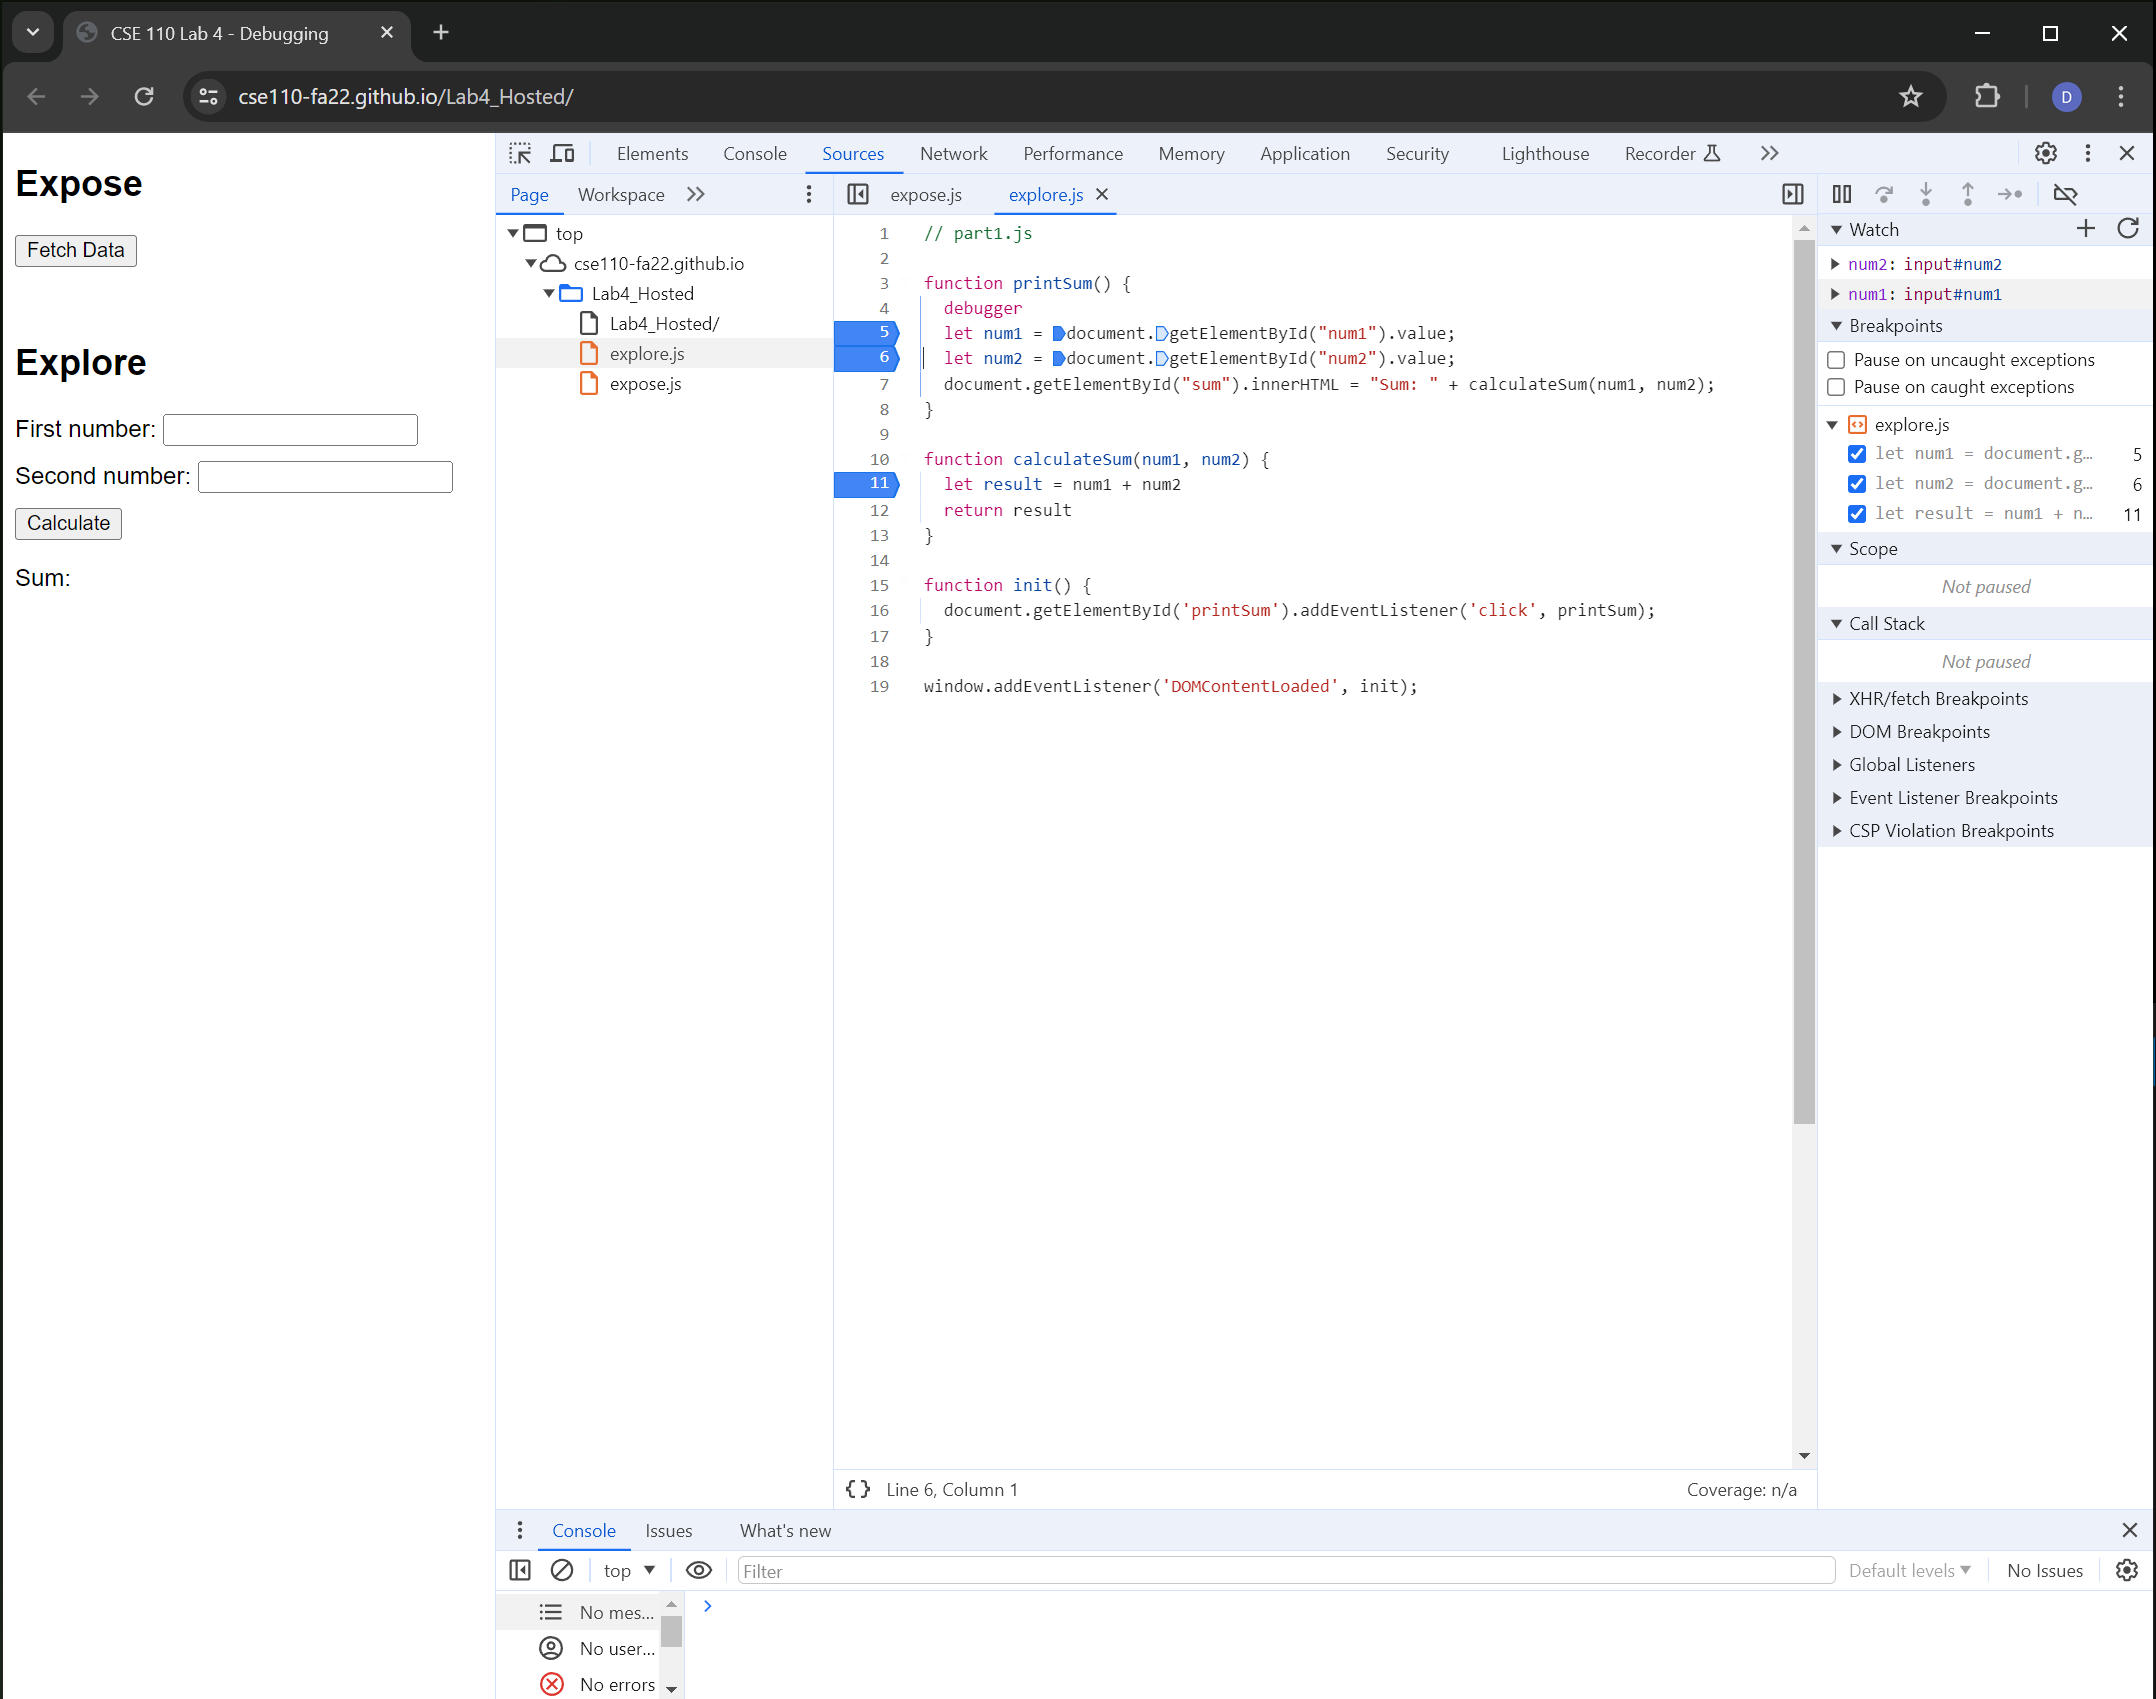 CSE 110 Lab 4 - Debugging
cse110-fa22.github.io/Lab4_Hosted/
D
Expose
Fetch Data
Explore
First number:
Second number:
Calculate
Sum:
Elements Console Sources Network Performance Memory Application Security Lighthouse Recorder
Page Workspace
top
cse110-fa22.github.io
Lab4_Hosted
Lab4_Hosted/
explore.js
expose.js
expose.js explore.js
1 // part1.js
2
3 function printSum() {
4 debugger
5 let num1 = document.getElementById("num1").value;
6 let num2 = document.getElementById("num2").value;
7 document.getElementById("sum").innerHTML = "Sum: " + calculateSum(num1, num2);
8 }
9
10 function calculateSum(num1, num2) {
11 let result = num1 + num2
12 return result
13 }
14
15 function init() {
16 document.getElementById('printSum').addEventListener('click', printSum);
17 }
18
19 window.addEventListener('DOMContentLoaded', init);
{} Line 6, Column 1
Coverage: n/a
Watch
num2: input#num2
num1: input#num1
Breakpoints
Pause on uncaught exceptions
Pause on caught exceptions
explore.js
let num1 = document.g… 5
let num2 = document.g… 6
let result = num1 + n… 11
Scope
Not paused
Call Stack
Not paused
XHR/fetch Breakpoints
DOM Breakpoints
Global Listeners
Event Listener Breakpoints
CSP Violation Breakpoints
Console Issues What's new
top Filter Default levels No Issues
No mes…
No user…
No errors